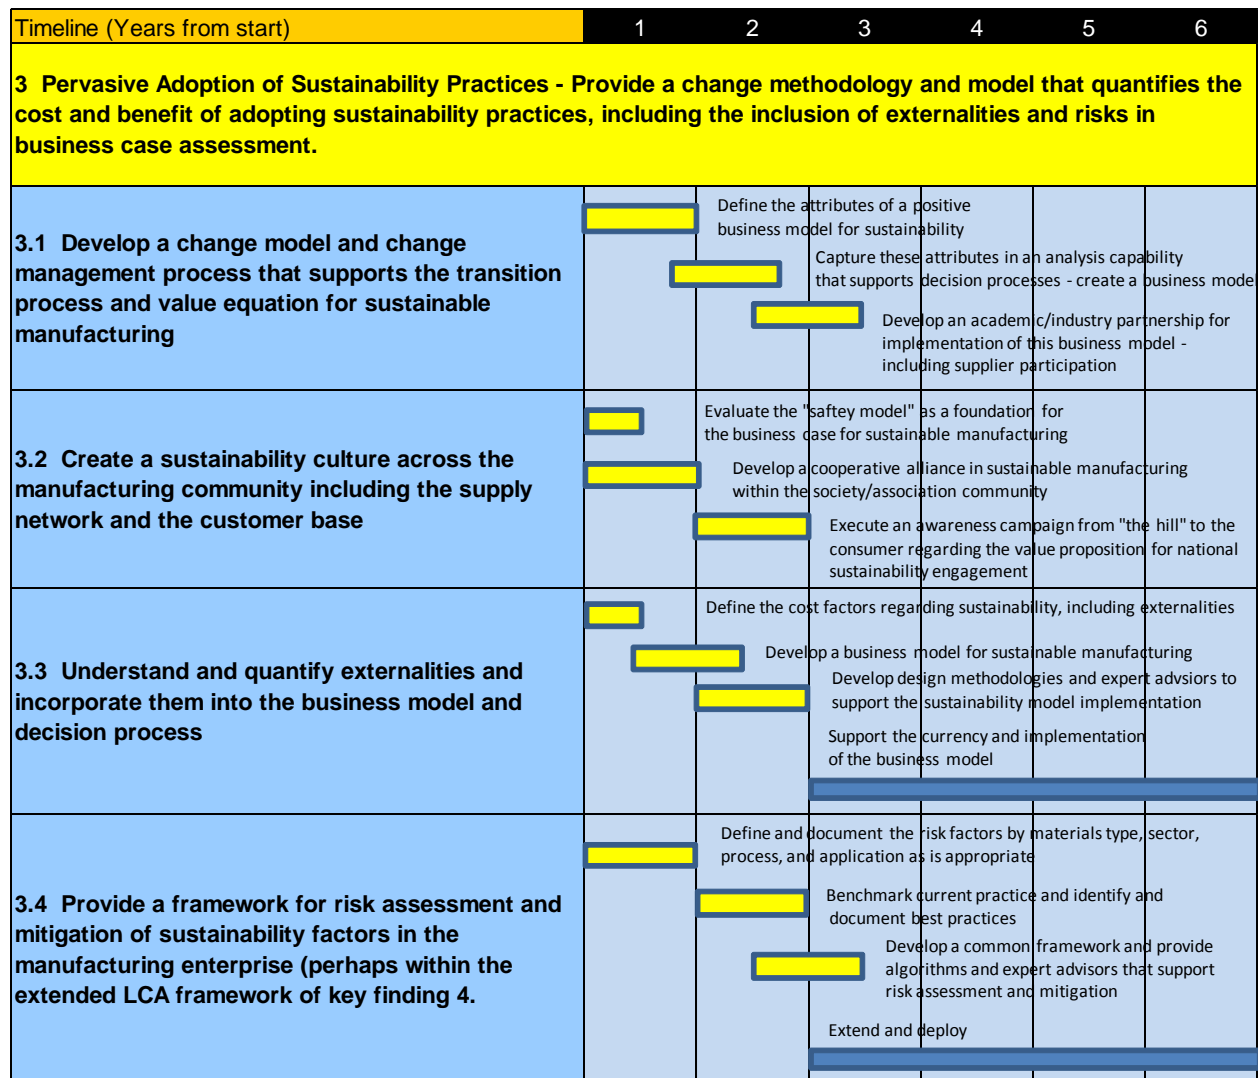 Timeline (Years from start) 1 2 3 4 5 6
3 Pervasive Adoption of Sustainability Practices - Provide a change methodology and model that quantifies the
cost and benefit of adopting sustainability practices, including the inclusion of externalities and risks in
business case assessment.
3.1 Develop a change model and change
management process that supports the transition
process and value equation for sustainable
manufacturing
Define the attributes of a positive
business model for sustainability
Capture these attributes in an analysis capability
that supports decision processes - create a business model
Develop an academic/industry partnership for
implementation of this business model -
including supplier participation
3.2 Create a sustainability culture across the
manufacturing community including the supply
network and the customer base
Evaluate the "saftey model" as a foundation for
the business case for sustainable manufacturing
Develop a cooperative alliance in sustainable manufacturing
within the society/association community
Execute an awareness campaign from "the hill" to the
consumer regarding the value proposition for national
sustainability engagement
3.3 Understand and quantify externalities and
incorporate them into the business model and
decision process
Define the cost factors regarding sustainability, including externalities
Develop a business model for sustainable manufacturing
Develop design methodologies and expert advsiors to
support the sustainability model implementation
Support the currency and implementation
of the business model
3.4 Provide a framework for risk assessment and
mitigation of sustainability factors in the
manufacturing enterprise (perhaps within the
extended LCA framework of key finding 4.
Define and document the risk factors by materials type, sector,
process, and application as is appropriate
Benchmark current practice and identify and
document best practices
Develop a common framework and provide
algorithms and expert advisors that support
risk assessment and mitigation
Extend and deploy